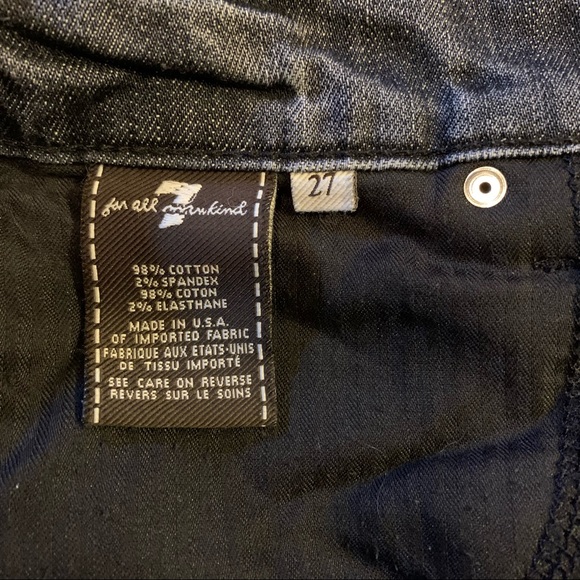 7
for all mankind
27
98% COTTON
2% SPANDEX
98% COTON
2% ELASTHANE
MADE IN U.S.A.
OF IMPORTED FABRIC
FABRIQUE AUX ETATS-UNIS
DE TISSU IMPORTÉ
SEE CARE ON REVERSE
REVERS SUR LE SOINS